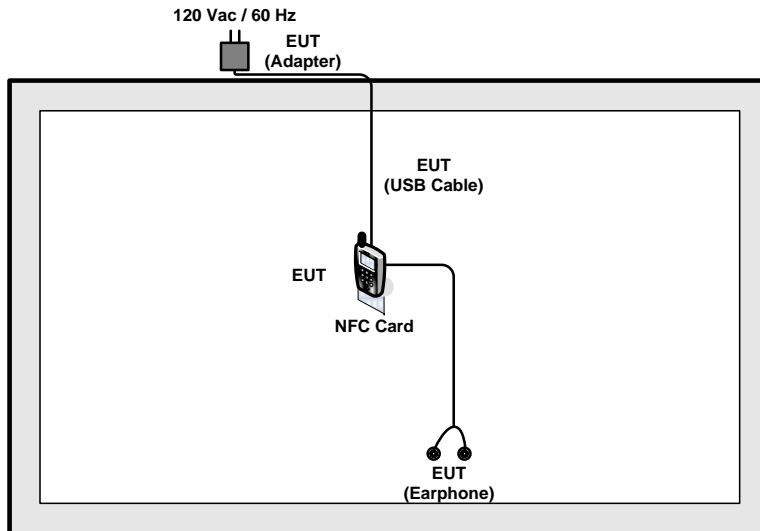 120 Vac / 60 Hz
EUT
(Adapter)
EUT
(USB Cable)
EUT
NFC Card
EUT
(Earphone)